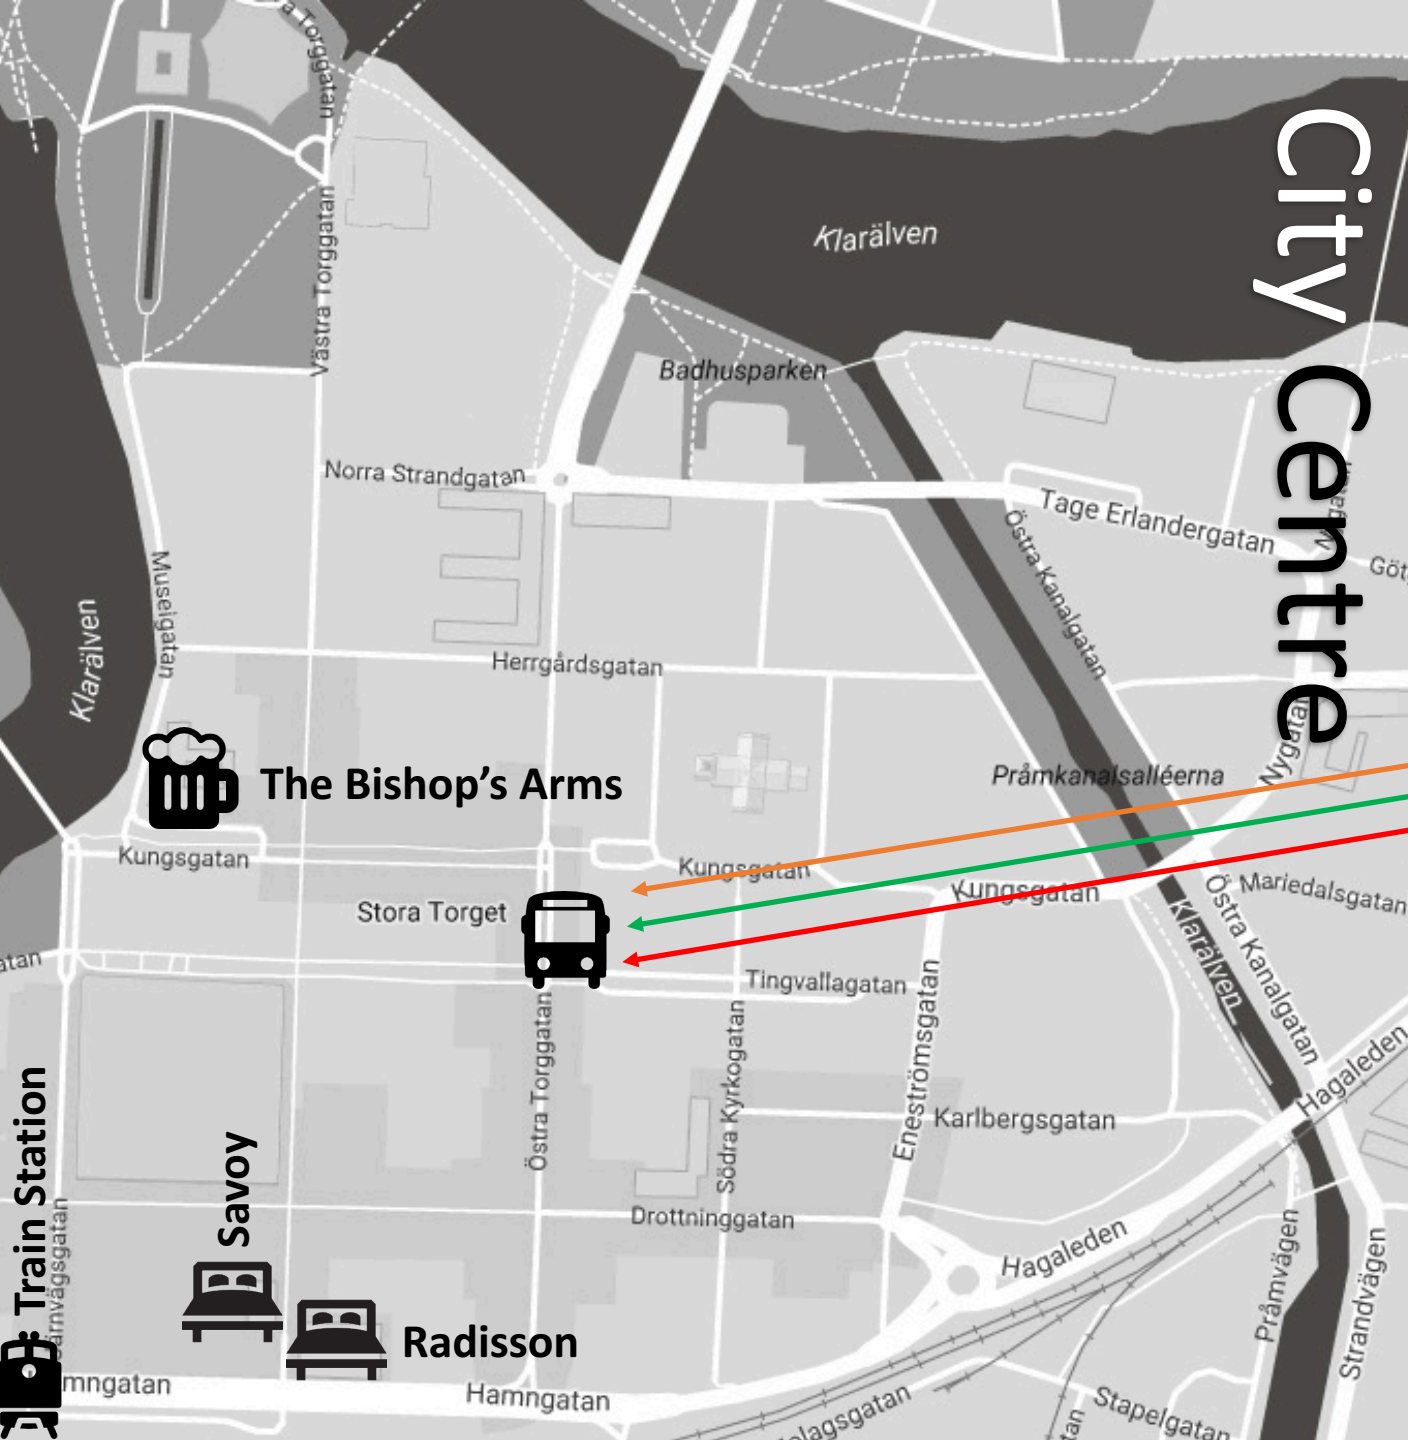 Torggatan
Klarälven
City Centre
Västra Torggatan
Badhusparken
Norra Strandgatan
Tage Erlandergatan
Östra Kanalgatan
Museigatan
Klarälven
Herrgårdsgatan
Nygatan
Pråmkanalsalléerna
The Bishop's Arms
Kungsgatan
Kungsgatan
Kungsgatan
Mariedalsgatan
Stora Torget
Tingvallagatan
Klarälven
Östra Kanalgatan
Hagaleden
Östra Torggatan
Södra Kyrkogatan
Eneströmsgatan
Karlbergsgatan
Train Station
Savoy
Drottninggatan
Hagaleden
Pråmvägen
Strandvägen
Radisson
mngatan
Hamngatan
Stapelgatan